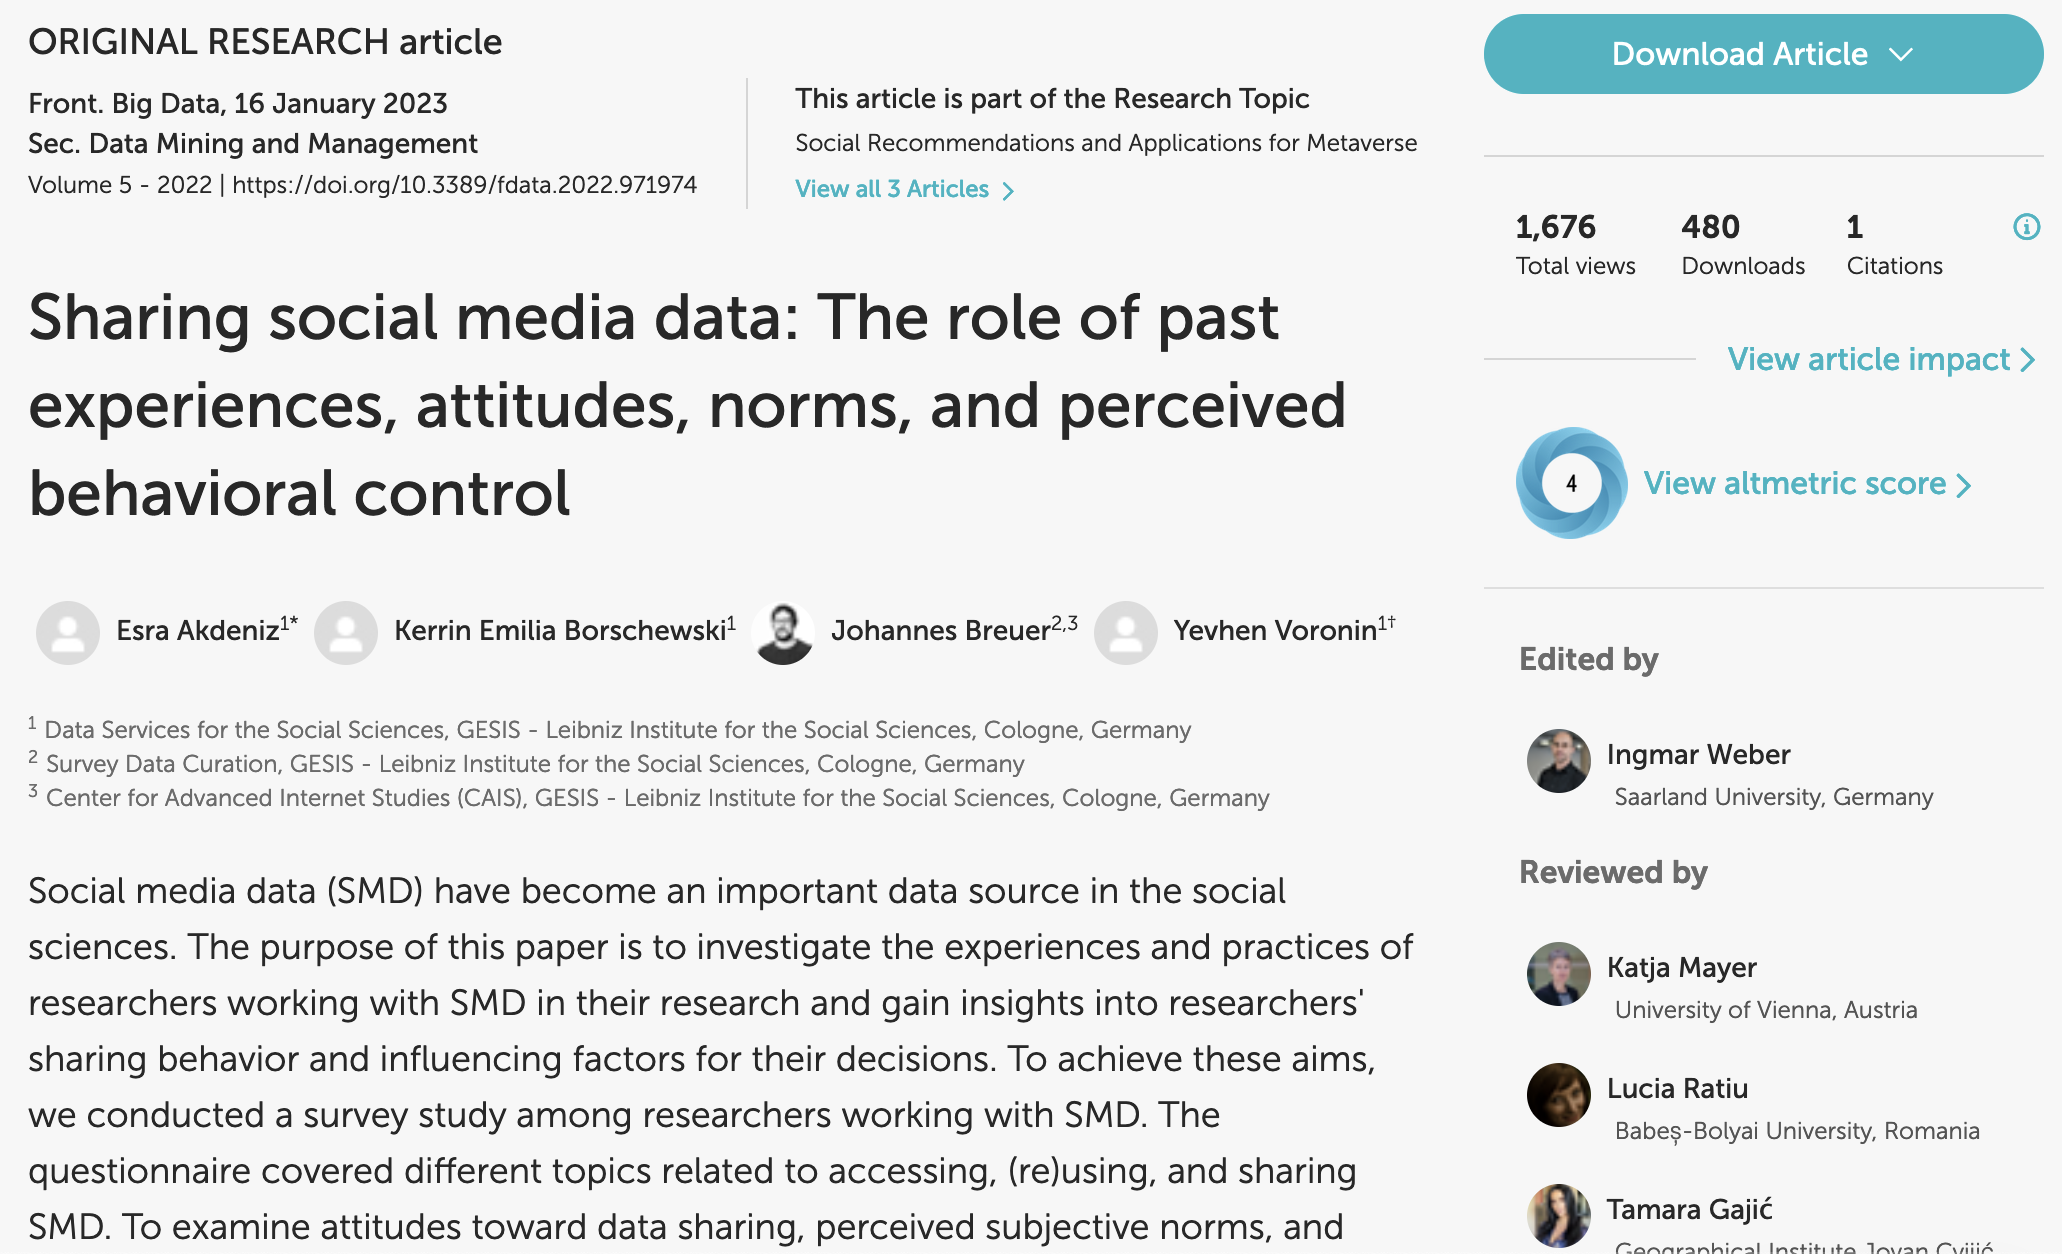 ORIGINAL RESEARCH article
Front. Big Data, 16 January 2023
Sec. Data Mining and Management
Volume 5 - 2022 | https://doi.org/10.3389/fdata.2022.971974
This article is part of the Research Topic
Social Recommendations and Applications for Metaverse
View all 3 Articles
Sharing social media data: The role of past
experiences, attitudes, norms, and perceived
behavioral control
Esra Akdeniz1* Kerrin Emilia Borschewski1 Johannes Breuer2,3 Yevhen Voronin1†
1 Data Services for the Social Sciences, GESIS - Leibniz Institute for the Social Sciences, Cologne, Germany
2 Survey Data Curation, GESIS - Leibniz Institute for the Social Sciences, Cologne, Germany
3 Center for Advanced Internet Studies (CAIS), GESIS - Leibniz Institute for the Social Sciences, Cologne, Germany
Social media data (SMD) have become an important data source in the social
sciences. The purpose of this paper is to investigate the experiences and practices of
researchers working with SMD in their research and gain insights into researchers'
sharing behavior and influencing factors for their decisions. To achieve these aims,
we conducted a survey study among researchers working with SMD. The
questionnaire covered different topics related to accessing, (re)using, and sharing
SMD. To examine attitudes toward data sharing, perceived subjective norms, and
Download Article
1,676 480 1
Total views Downloads Citations
View article impact
4
View altmetric score
Edited by
Ingmar Weber
Saarland University, Germany
Reviewed by
Katja Mayer
University of Vienna, Austria
Lucia Ratiu
Babeș-Bolyai University, Romania
Tamara Gajić
Geographical Institute Jovan Cvijić